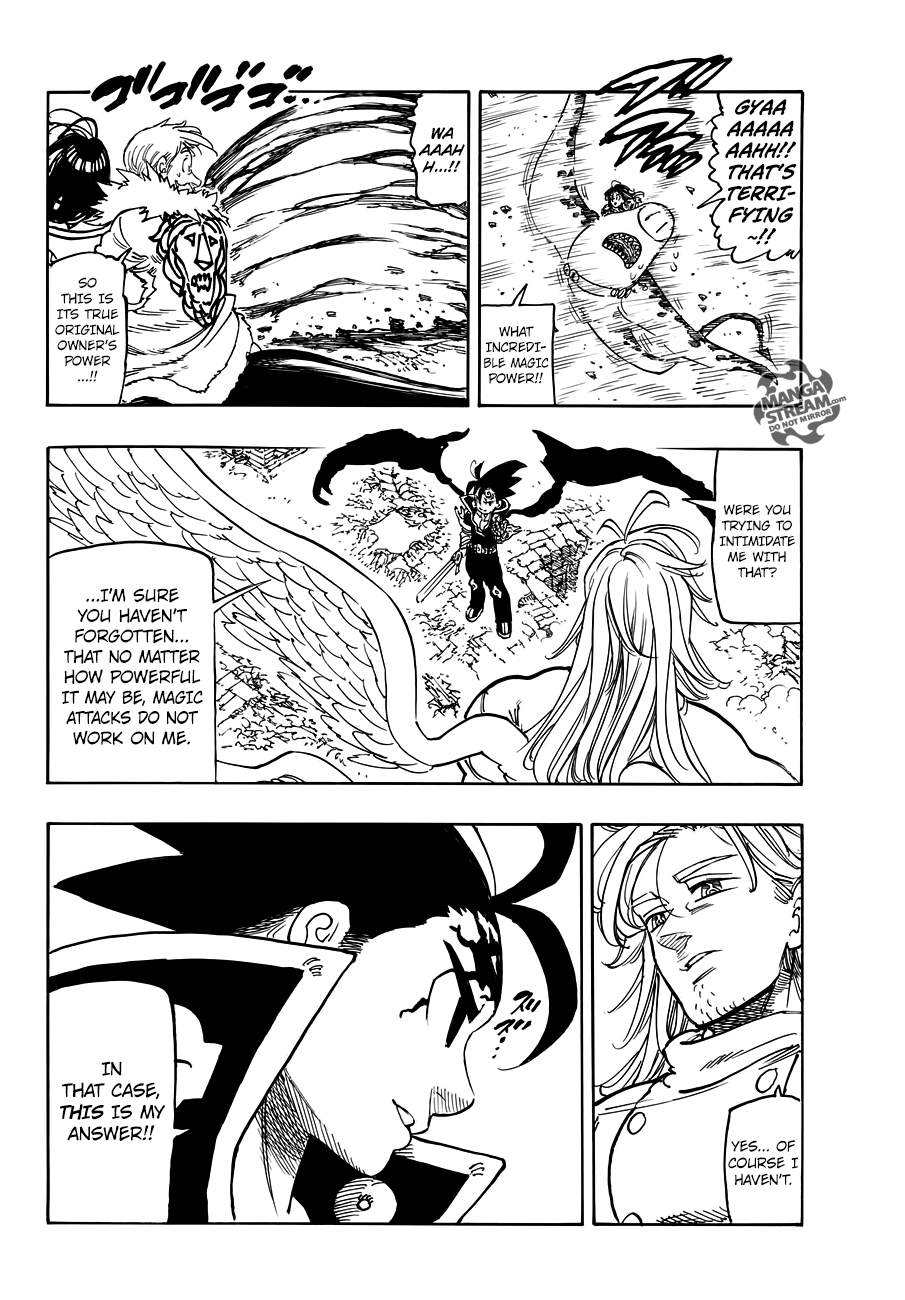 GYAA
AAAAA
AAHH!!
THAT'S
TERRI-
FYING
~!!
WHAT
INCREDI-
BLE MAGIC
POWER!!
WA
AAAH
H...!!
SO
THIS IS
ITS TRUE
ORIGINAL
OWNER'S
POWER
...!!
MANGA
STREAM.com
DO NOT MIRROR
WERE YOU
TRYING TO
INTIMIDATE
ME WITH
THAT?
...I'M SURE
YOU HAVEN'T
FORGOTTEN...
THAT NO MATTER
HOW POWERFUL
IT MAY BE, MAGIC
ATTACKS DO NOT
WORK ON ME.
YES... OF
COURSE I
HAVEN'T.
IN
THAT CASE,
THIS IS MY
ANSWER!!